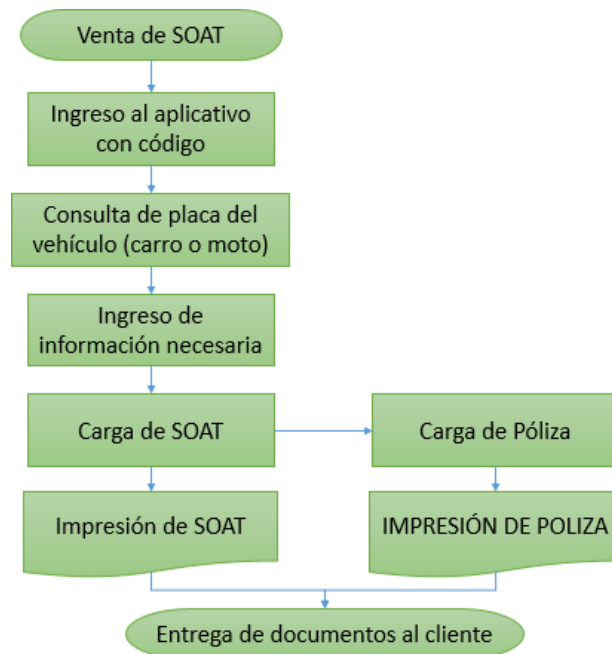 Venta de SOAT
Ingreso al aplicativo
con código
Consulta de placa del
vehículo (carro o moto)
Ingreso de
información necesaria
Carga de SOAT
Carga de Póliza
Impresión de SOAT
IMPRESIÓN DE POLIZA
Entrega de documentos al cliente